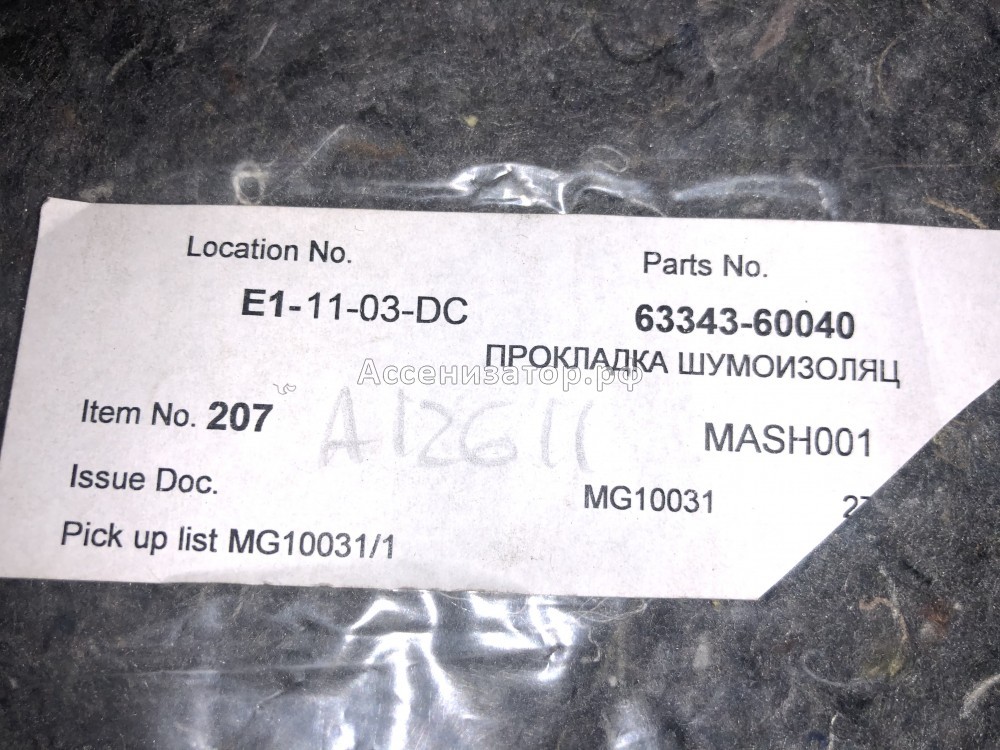 Location No.
Parts No.
E1-11-03-DC
63343-60040
ПРОКЛАДКА ШУМОИЗОЛЯЦ
Ассенизатор.рф
Item No. 207
A12611
MASH001
Issue Doc.
MG10031
Pick up list MG10031/1